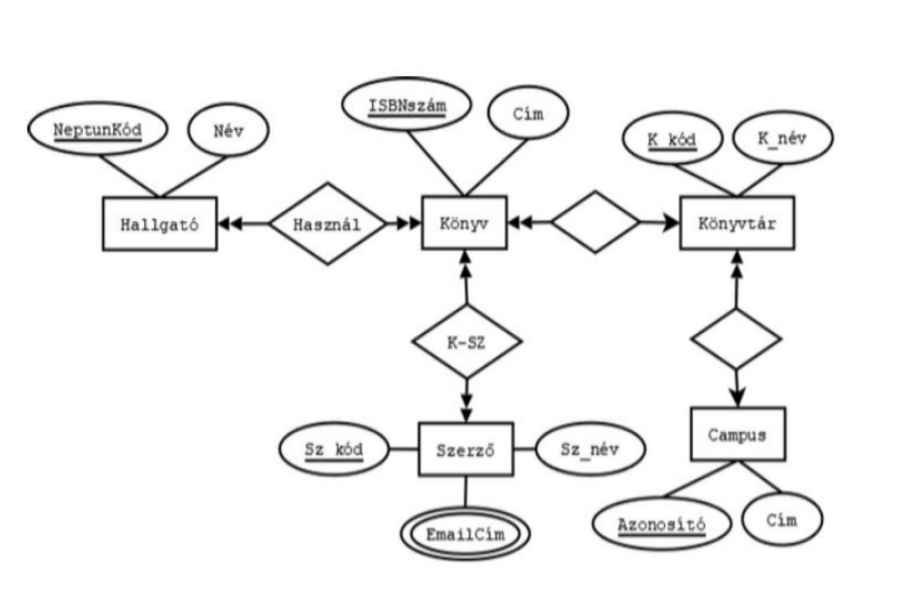 ISBNszám
Cím
NeptunKód
Név
K_kód
K_név
Hallgató
Használ
Könyv
Könyvtár
K-SZ
Campus
Sz_kód
Szerző
Sz_név
EmailCím
Azonosító
Cím